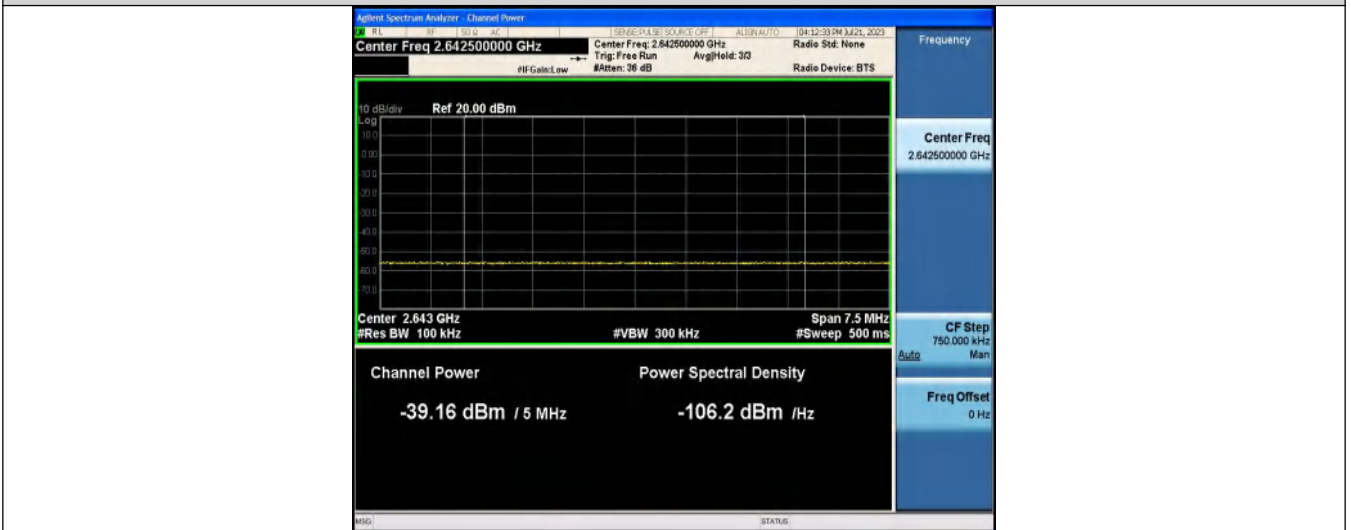 Agilent Spectrum Analyzer - Channel Power
RL RF 50 Ω AC SENSE:PULSE SOURCE OFF ALIGN AUTO 04:12:33 PM Jul 21, 2023
Center Freq 2.642500000 GHz
Center Freq: 2.642500000 GHz
Radio Std: None
Trig: Free Run Avg|Hold: 3/3
#IFGain:Low #Atten: 36 dB Radio Device: BTS
10 dB/div Ref 20.00 dBm
Log
10.0
0.00
-10.0
-20.0
-30.0
-40.0
-50.0
-60.0
-70.0
Center 2.643 GHz Span 7.5 MHz
#Res BW 100 kHz #VBW 300 kHz #Sweep 500 ms
Channel Power Power Spectral Density
-39.16 dBm / 5 MHz -106.2 dBm /Hz
MSG STATUS
Frequency
Center Freq
2.642500000 GHz
CF Step
750.000 kHz
Auto Man
Freq Offset
0 Hz